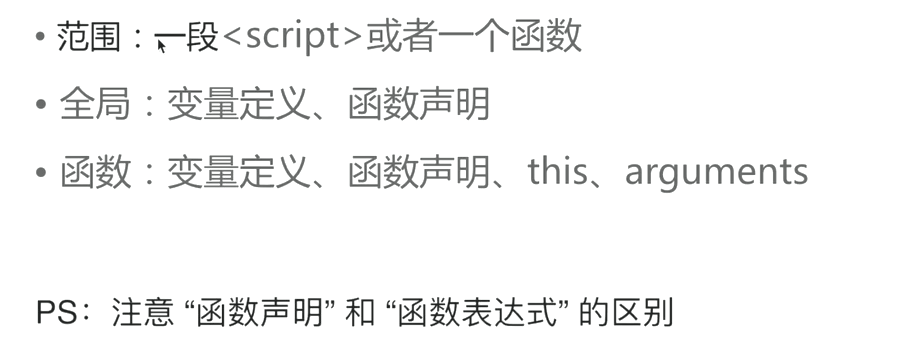 • 范围：一段<script>或者一个函数
• 全局：变量定义、函数声明
• 函数：变量定义、函数声明、this、arguments
PS：注意 “函数声明” 和 “函数表达式” 的区别